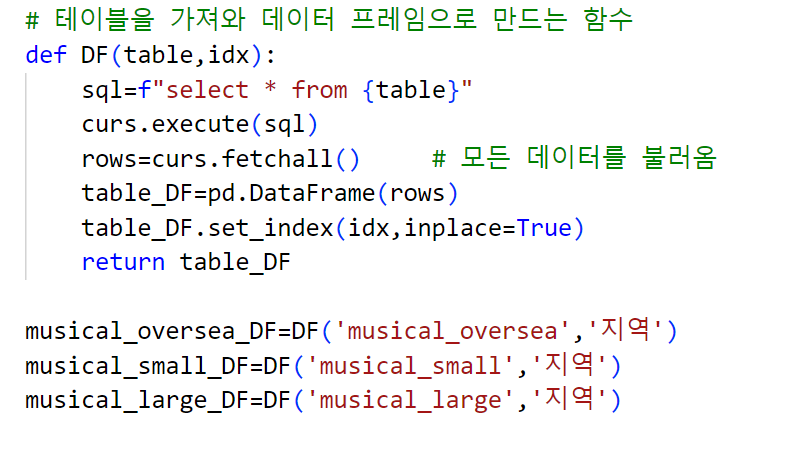 # 테이블을 가져와 데이터 프레임으로 만드는 함수
def DF(table,idx):
    sql=f"select * from {table}"
    curs.execute(sql)
    rows=curs.fetchall()     # 모든 데이터를 불러옴
    table_DF=pd.DataFrame(rows)
    table_DF.set_index(idx,inplace=True)
    return table_DF

musical_oversea_DF=DF('musical_oversea','지역')
musical_small_DF=DF('musical_small','지역')
musical_large_DF=DF('musical_large','지역')